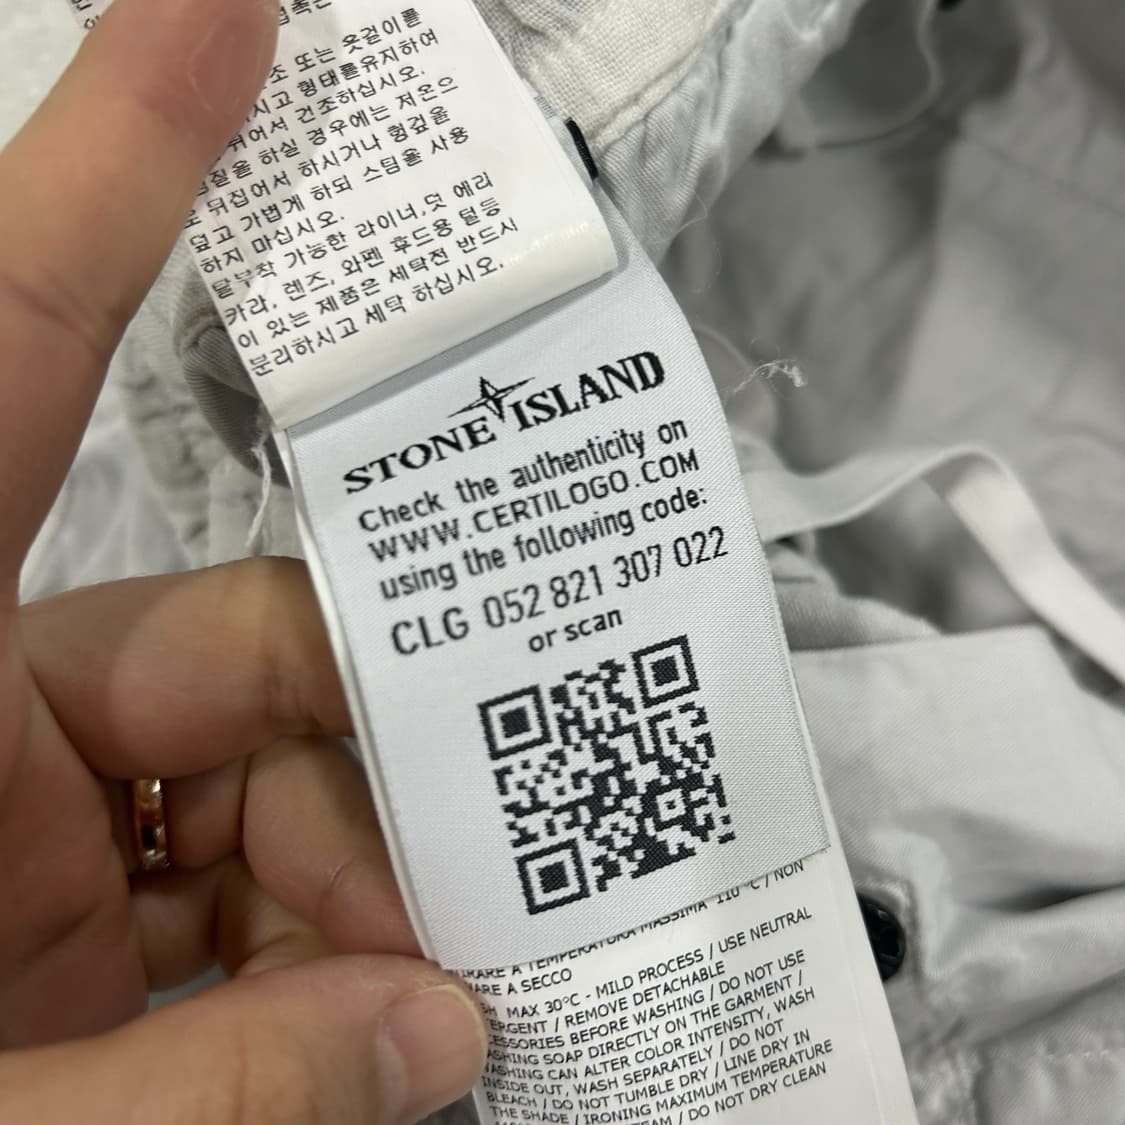 조 또는 옷걸이를
시고 형태를유지하여
뉘어서 건조하십시오.
림질을 하실 경우에는 저온으
로 뒤집어서 하시거나 헝겊을
덮고 가볍게 하되 스팀을 사용
하지 마십시오.
탈부착 가능한 라이너,덧 에리
카라, 렌즈, 와펜 후드용 털등
이 있는 제품은 세탁전 반드시
분리하시고 세탁 하십시오.
STONE ISLAND
Check the authenticity on
WWW.CERTILOGO.COM
using the following code:
CLG 052 821 307 022
or scan
A TEMPERATURA MASSIMA 110 °C / NON
A SECCO
MAX 30°C - MILD PROCESS / USE NEUTRAL
/ REMOVE DETACHABLE
BEFORE WASHING / DO NOT USE
SOAP DIRECTLY ON THE GARMENT /
CAN ALTER COLOR INTENSITY, WASH
INSIDE OUT, WASH SEPARATELY / DO NOT
BLEACH / DO NOT TUMBLE DRY / LINE DRY IN
THE SHADE / IRONING MAXIMUM TEMPERATURE
/ DO NOT DRY CLEAN